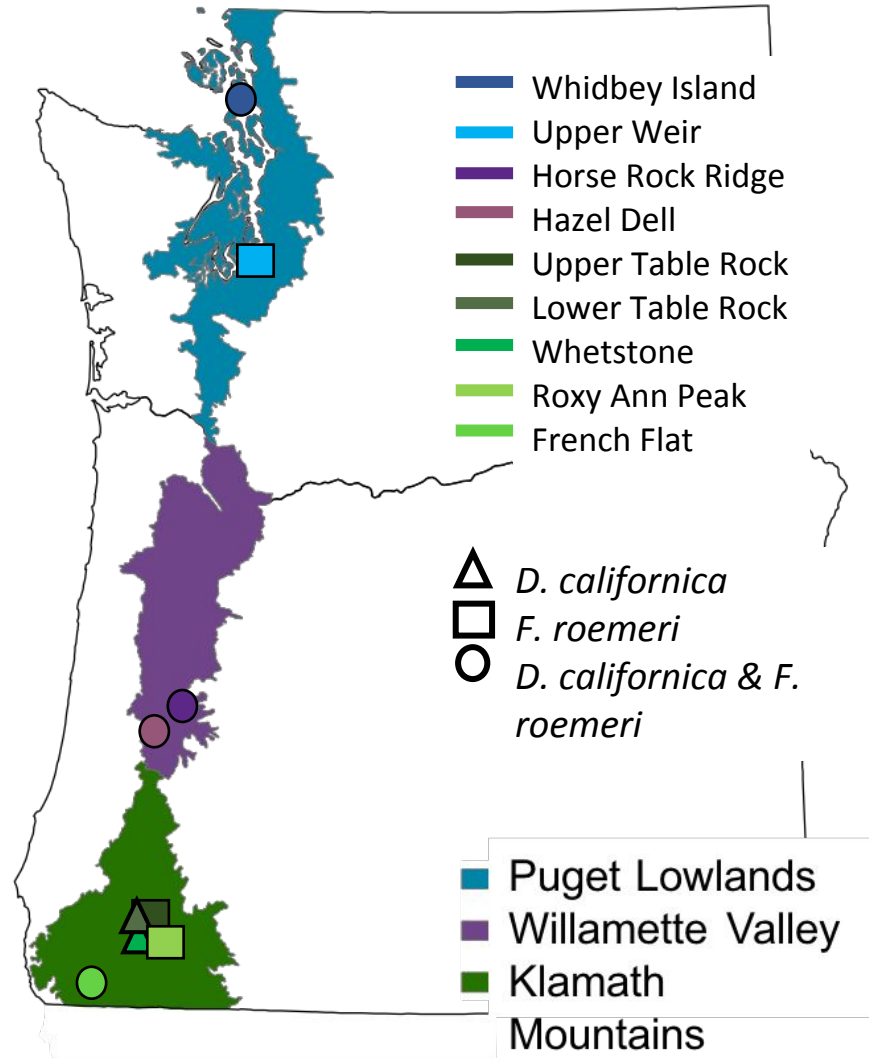 Whidbey Island
Upper Weir
Horse Rock Ridge
Hazel Dell
Upper Table Rock
Lower Table Rock
Whetstone
Roxy Ann Peak
French Flat
D. californica
F. roemeri
D. californica & F.
roemeri
Puget Lowlands
Willamette Valley
Klamath
Mountains